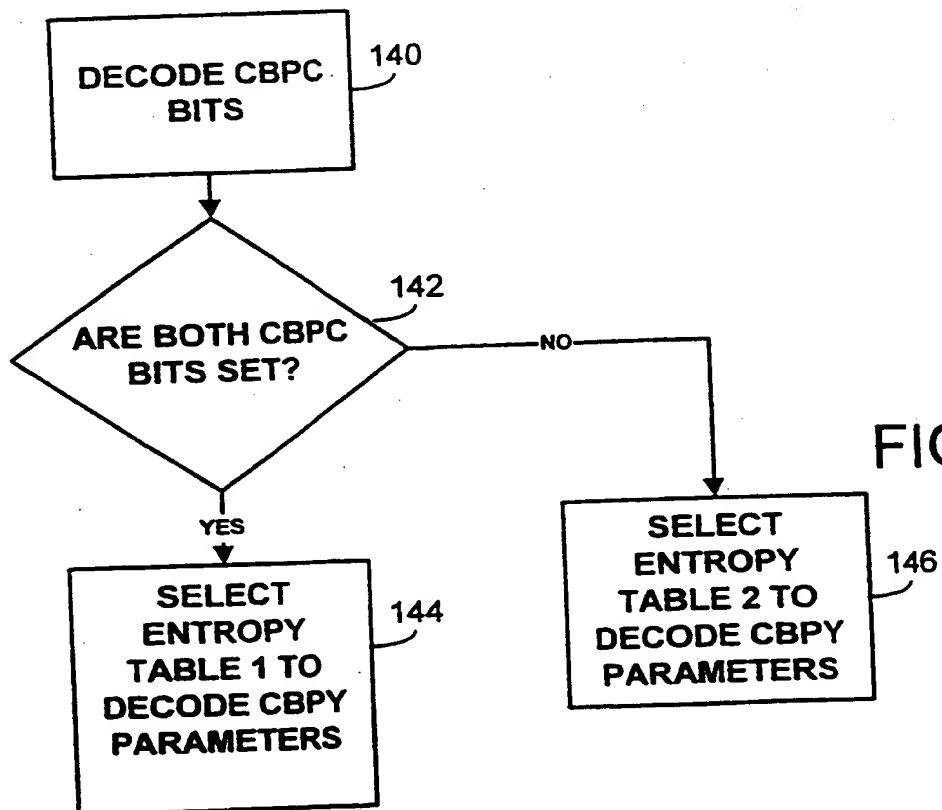 DECODE CBPC
BITS
140
ARE BOTH CBPC
BITS SET?
142
NO
YES
SELECT
ENTROPY
TABLE 1 TO
DECODE CBPY
PARAMETERS
144
SELECT
ENTROPY
TABLE 2 TO
DECODE CBPY
PARAMETERS
146